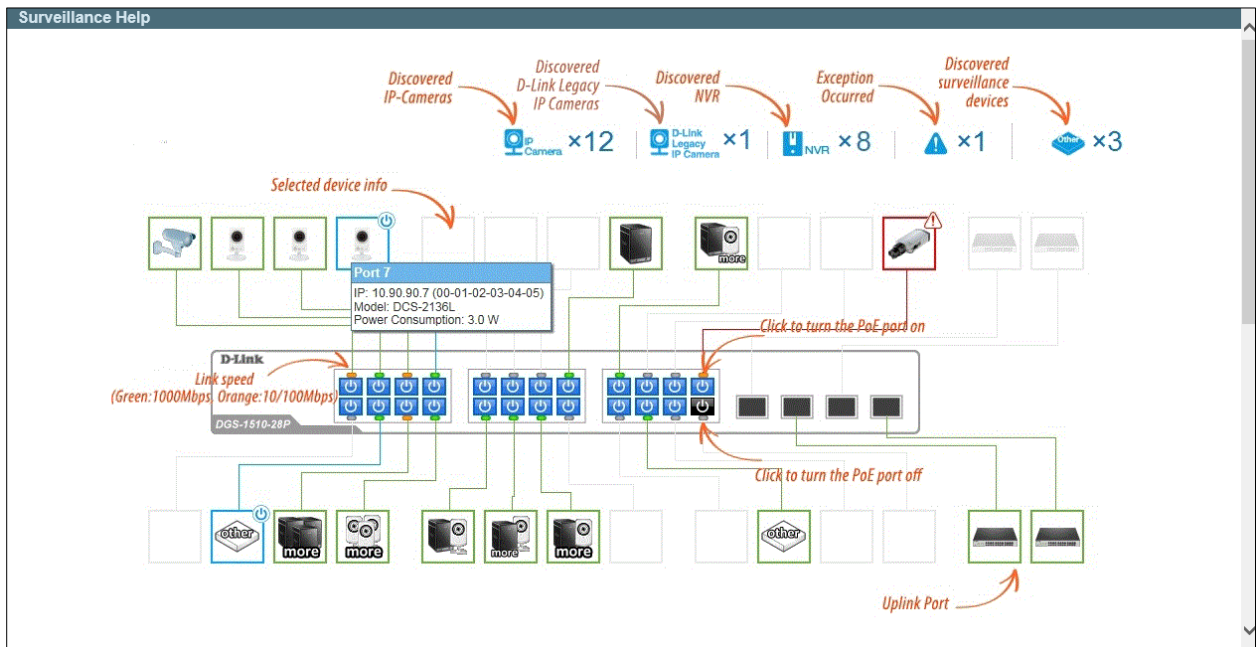 Surveillance Help
Discovered
IP-Cameras
Discovered
D-Link Legacy
IP Cameras
Discovered
NVR
Exception
Occurred
Discovered
surveillance
devices
IP
Camera
×12
D-Link
Legacy
IP Camera
×1
NVR
×8
×1
Other
×3
Selected device info
more
Port 7
IP: 10.90.90.7 (00-01-02-03-04-05)
Model: DCS-2136L
Power Consumption: 3.0 W
Click to turn the PoE port on
D-Link
Link speed
(Green:1000Mbps, Orange:10/100Mbps)
DGS-1510-28P
Click to turn the PoE port off
other
more
more
more
more
other
Uplink Port